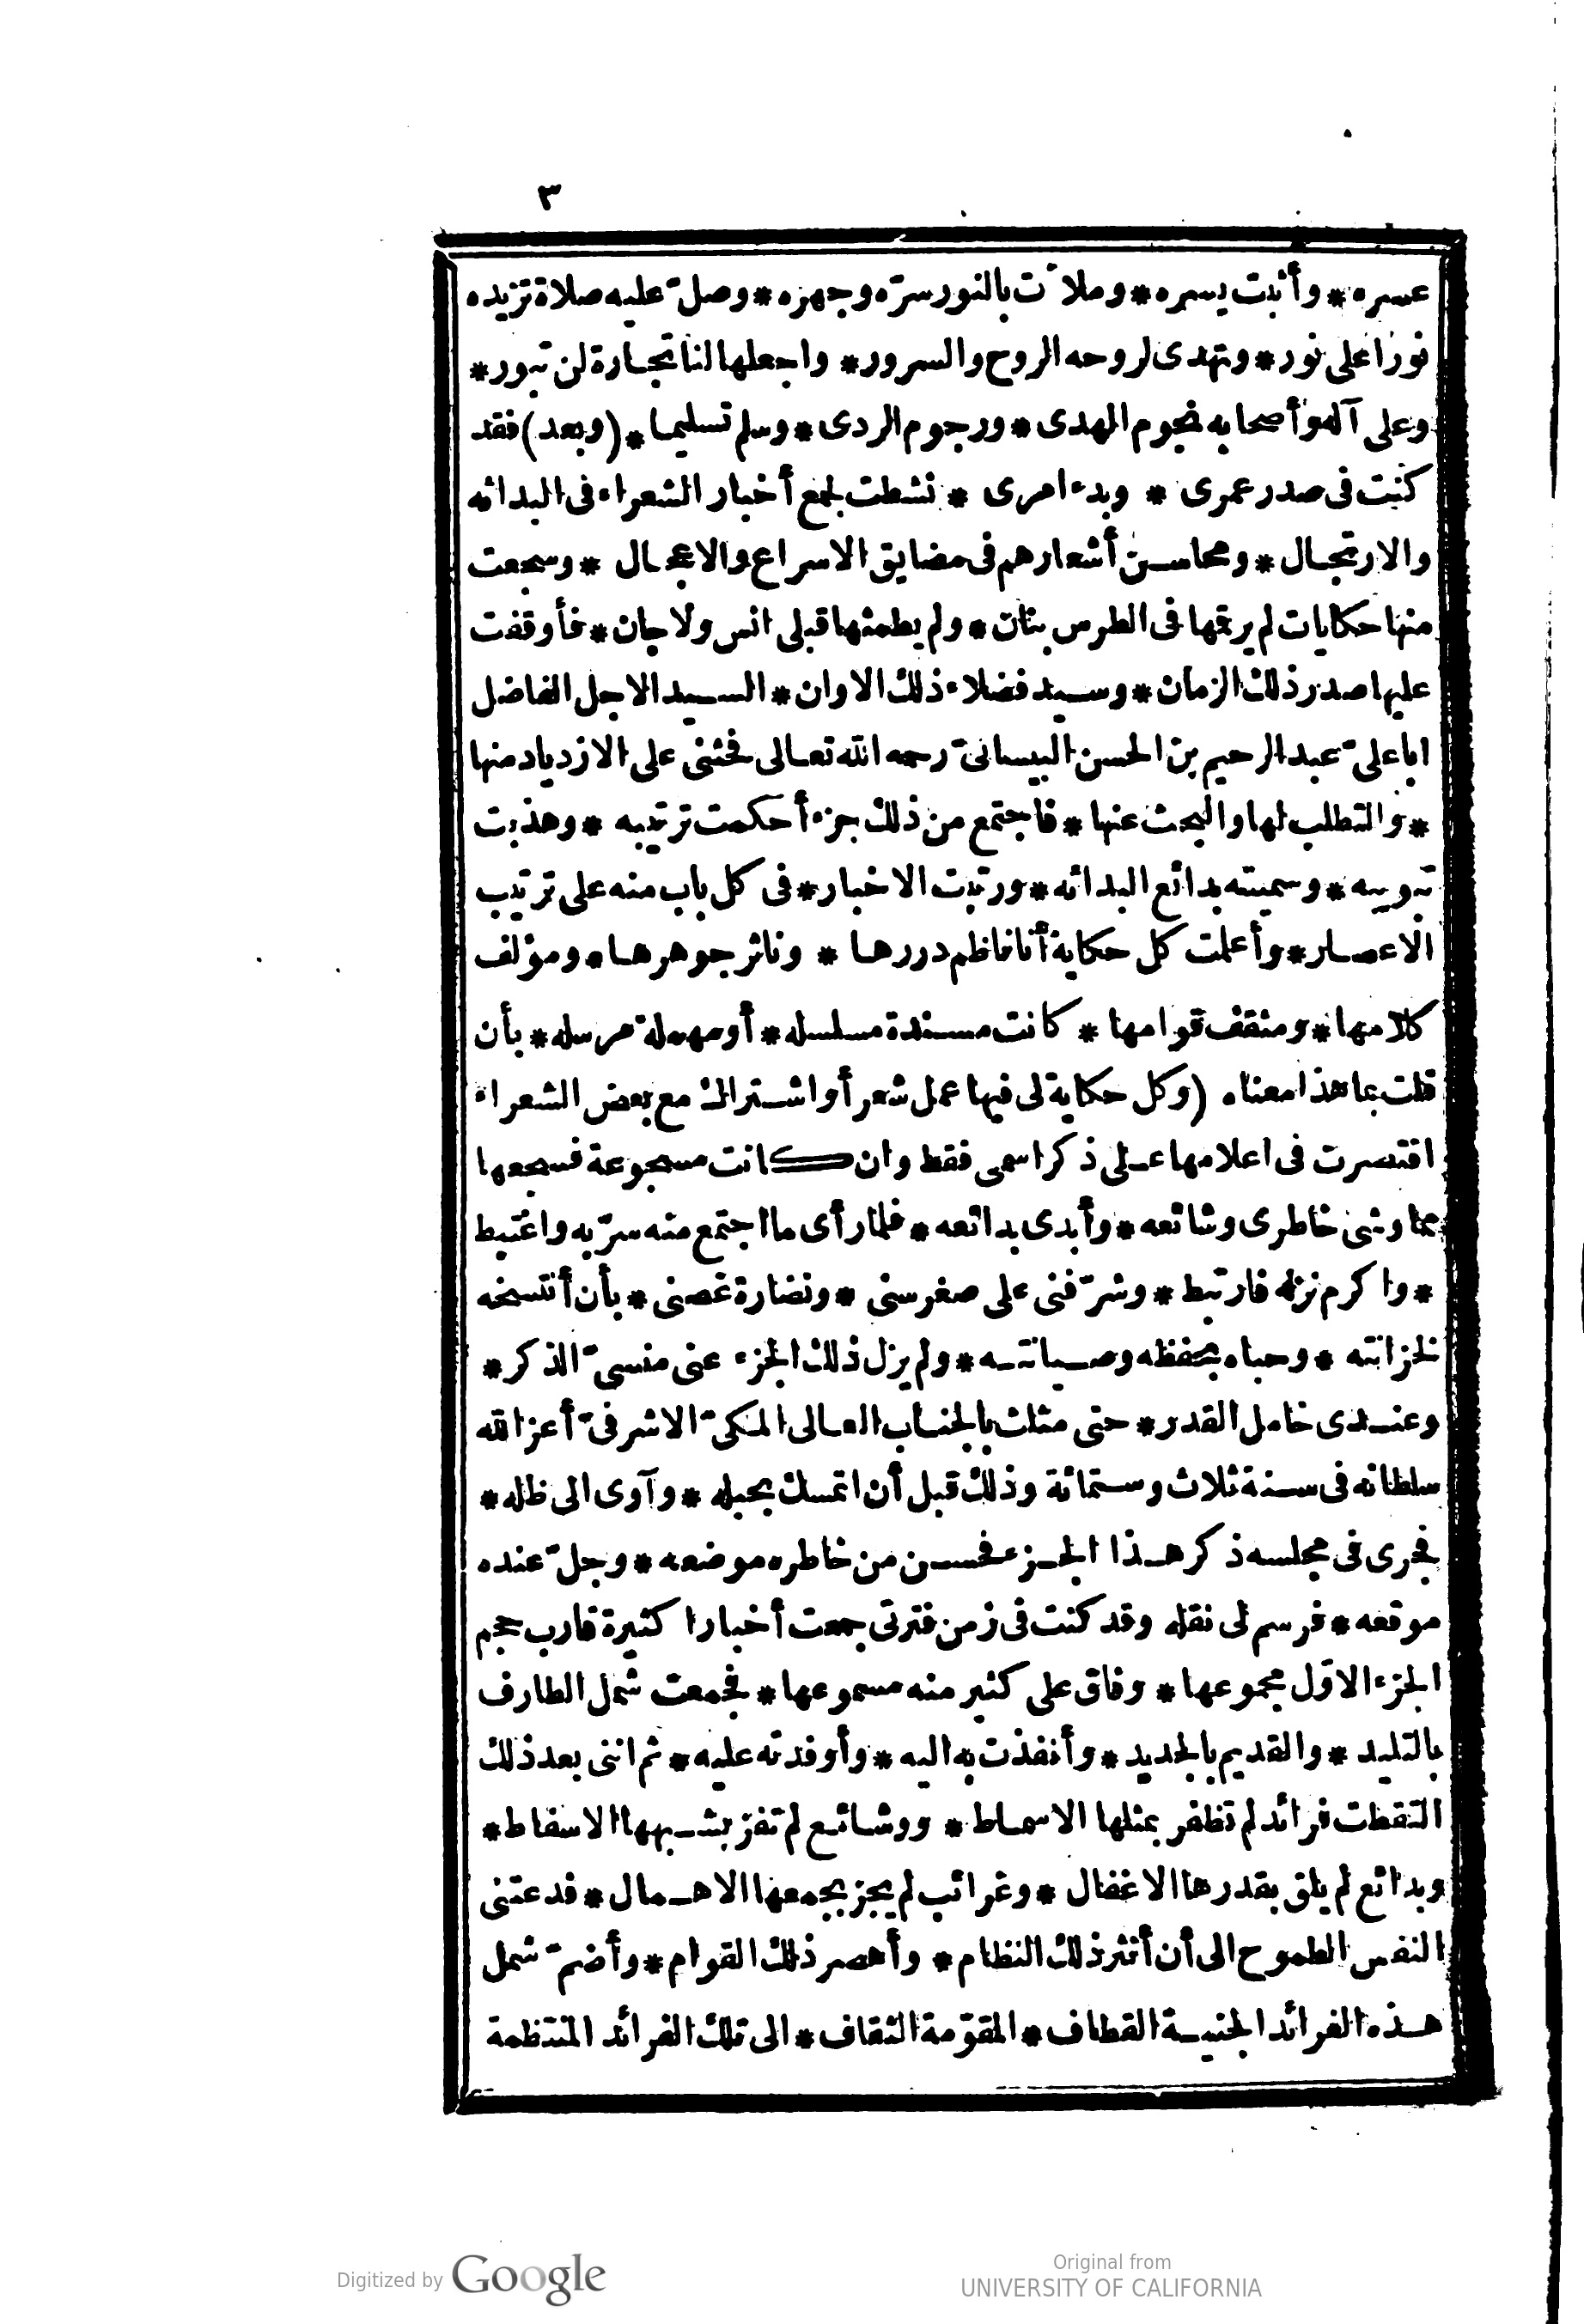 ٣
عسره * وأثبت يسره * وملأت بالنور سرّه وجهره * وصلّ عليه صلاة تزيده
نورا على نور * وتهدى لروحه الروح والسرور * واجعلها لنا تجارة لن تبور *
وعلى آله وأصحابه نجوم الهدى * ورجوم الردى * وسلم تسليما * (وبعد) فقد
كنت فى صدر عمرى * وبدء امرى * نشطت لجمع أخبار الشعراء فى البدائه
والارتجال * ومحاسن أشعارهم فى مضايق الاسراع والاعجال * وسجعت
منها حكايات لم يرقها فى الطرس بنان * ولم يطمثها قبلى انس ولا جان * فأوقفت
عليها صدر ذلك الزمان * وسيد فضلاء ذلك الاوان * السيد الاجل الفاضل
اباعلىّ عبد الرحيم بن الحسن البيسانىّ رحمه الله تعالى فحثنى على الازدياد منها
* والتطلب لها والبحث عنها * فاجتمع من ذلك جزء أحكمت ترتيبه * وهذبت
تبويبه * وسميته بدائع البدائه * ورتبت الاخبار * فى كل باب منه على ترتيب
الاعصار * وأعلمت كل حكاية أنا ناظم دررها * وناثر جوهرها * ومؤلف
كلامها * ومثقف قوامها * كانت مسندة مسلسله * أومهملة مرسله * بأن
قلت بما هذا معناه (وكل حكاية لى فيها عمل شعر أو اشتراك مع بعض الشعراء
اقتصرت فى اعلامها على ذكر اسمى فقط وان كانت مسجوعة فسجعها
مما وشى خاطرى وشائعه * وأبدى بدائعه * فلما رأى ما اجتمع منه سرّ به واغتبط
* واكرم نزله فارتبط * وشرّفنى على صغر سنى * ونضارة غصنى * بأن أنتسخه
لخزانته * وحباه بحفظه وصيانته * ولم يزل ذلك الجزء عنى منسىّ الذكر *
وعندى خامل القدر * حتى مثلت بالجناب العالى الملكىّ الاشرفىّ أعز الله
سلطانه فى سنة ثلاث وستمائة وذلك قبل أن اتمسك بحبله * وآوى الى ظله *
فجرى فى مجلسه ذكر هذا الجزء فحسن من خاطره موضعه * وجلّ عنده
موقعه * فرسم لى نقله وقد كنت فى زمن فترتى جمعت أخبارا كثيرة قارب حجم
الجزء الاوّل مجموعها * وفاق على كثير منه مسموعها * فجمعت شمل الطارف
بالتليد * والقديم بالجديد * وأنفذت به اليه * وأوفدته عليه * ثم اننى بعد ذلك
التقطت فرائد لم تظفر بمثلها الاسماط * ووشائع لم تفز بشبهها الاسفاط *
وبدائع لم يلق بقدرها الاغفال * وغرائب لم يجز بجمعها الاهمال * فدعتنى
النفس الطموح الى أن أنثر ذلك النظام * وأهصر ذلك القوام * وأضمّ شمل
هذه الفرائد الجنية القطاف * المقوّمة الثقاف * الى تلك الفرائد المنتظمة
Digitized by Google
Original from
UNIVERSITY OF CALIFORNIA